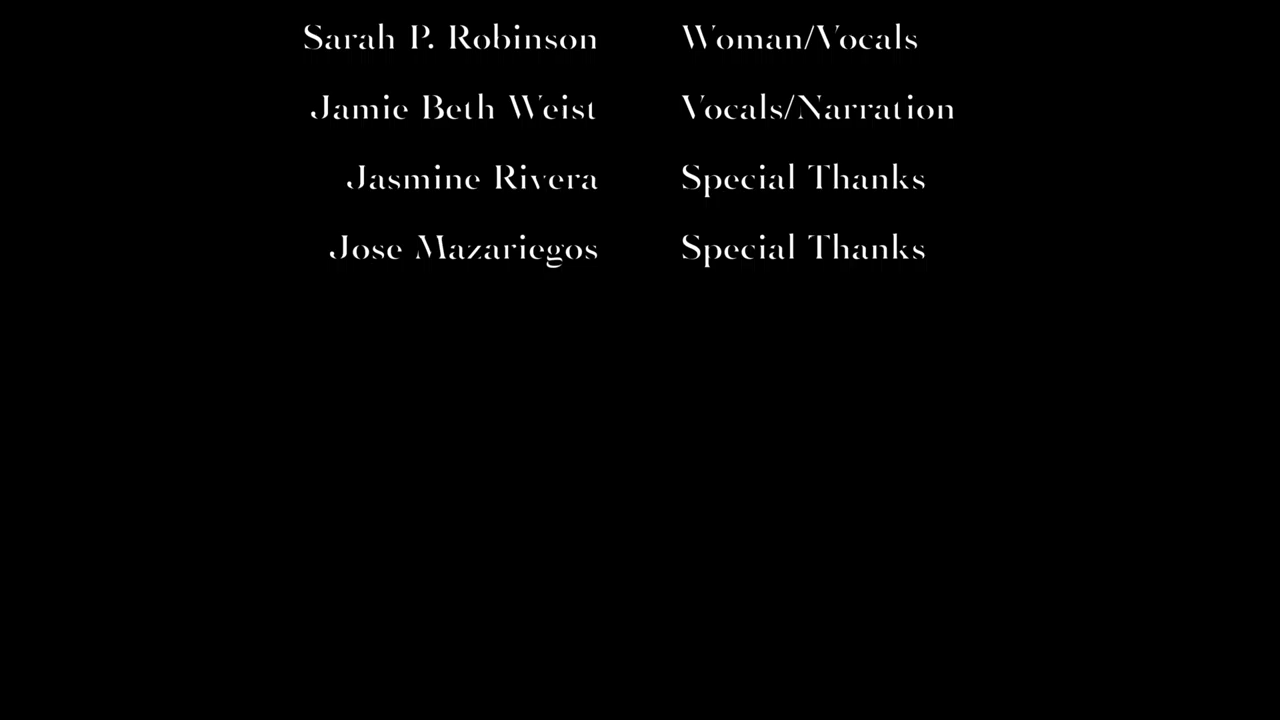 Sarah P. Robinson Woman/Vocals
Jamie Beth Weist Vocals/Narration
Jasmine Rivera Special Thanks
Jose Mazariegos Special Thanks